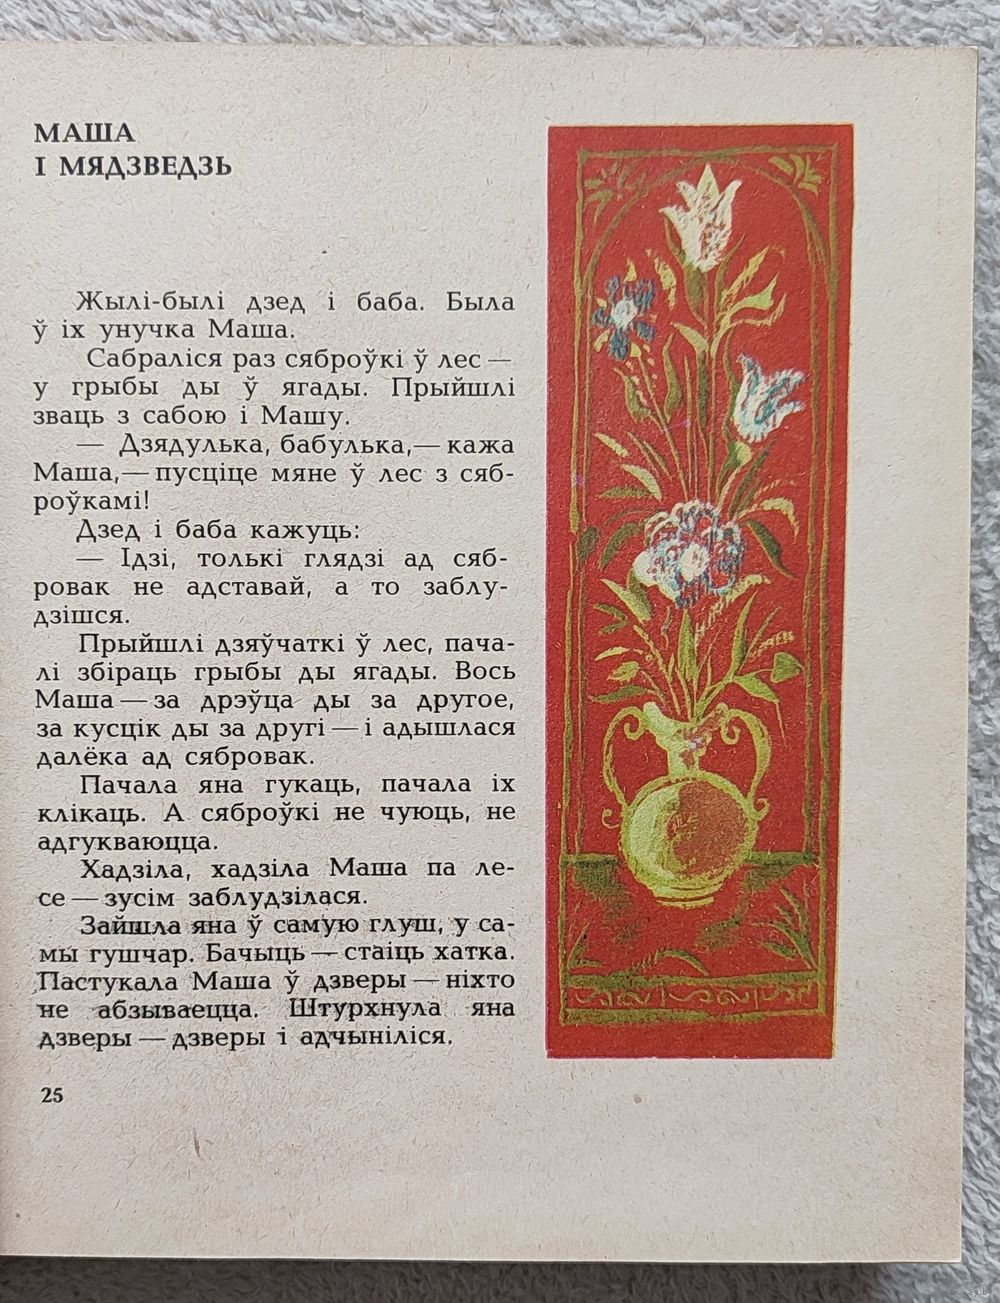 МАША
І МЯДЗВЕДЗЬ
Жылі-былі дзед і баба. Была
ў іх унучка Маша.
Сабраліся раз сяброўкі ў лес —
у грыбы ды ў ягады. Прыйшлі
зваць з сабою і Машу.
— Дзядулька, бабулька,— кажа
Маша,— пусціце мяне ў лес з сяб-
роўкамі!
Дзед і баба кажуць:
— Ідзі, толькі глядзі ад сяб-
ровак не адставай, а то заблу-
дзішся.
Прыйшлі дзяўчаткі ў лес, пача-
лі збіраць грыбы ды ягады. Вось
Маша — за дрэўца ды за другое,
за кусцік ды за другі — і адышлася
далёка ад сябровак.
Пачала яна гукаць, пачала іх
клікаць. А сяброўкі не чуюць, не
адгукваюцца.
Хадзіла, хадзіла Маша па ле-
се — зусім заблудзілася.
Зайшла яна ў самую глуш, у са-
мы гушчар. Бачыць — стаіць хатка.
Пастукала Маша ў дзверы — ніхто
не абзываецца. Штурхнула яна
дзверы — дзверы і адчыніліся.
25